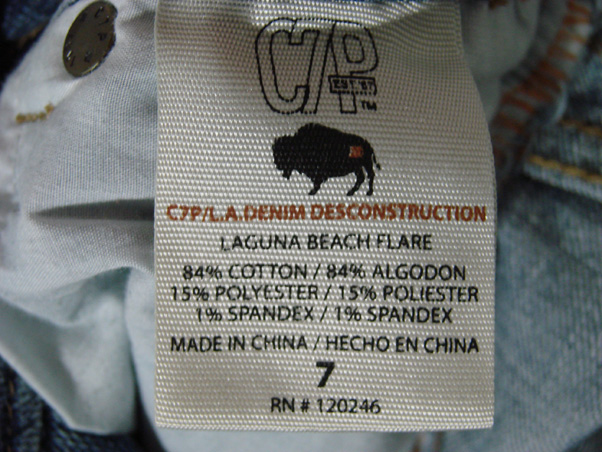 C7P
EST. 97
TM
C7P/L.A.DENIM DESCONSTRUCTION
LAGUNA BEACH FLARE
84% COTTON / 84% ALGODON
15% POLYESTER / 15% POLIESTER
1% SPANDEX / 1% SPANDEX
MADE IN CHINA / HECHO EN CHINA
7
RN # 120246